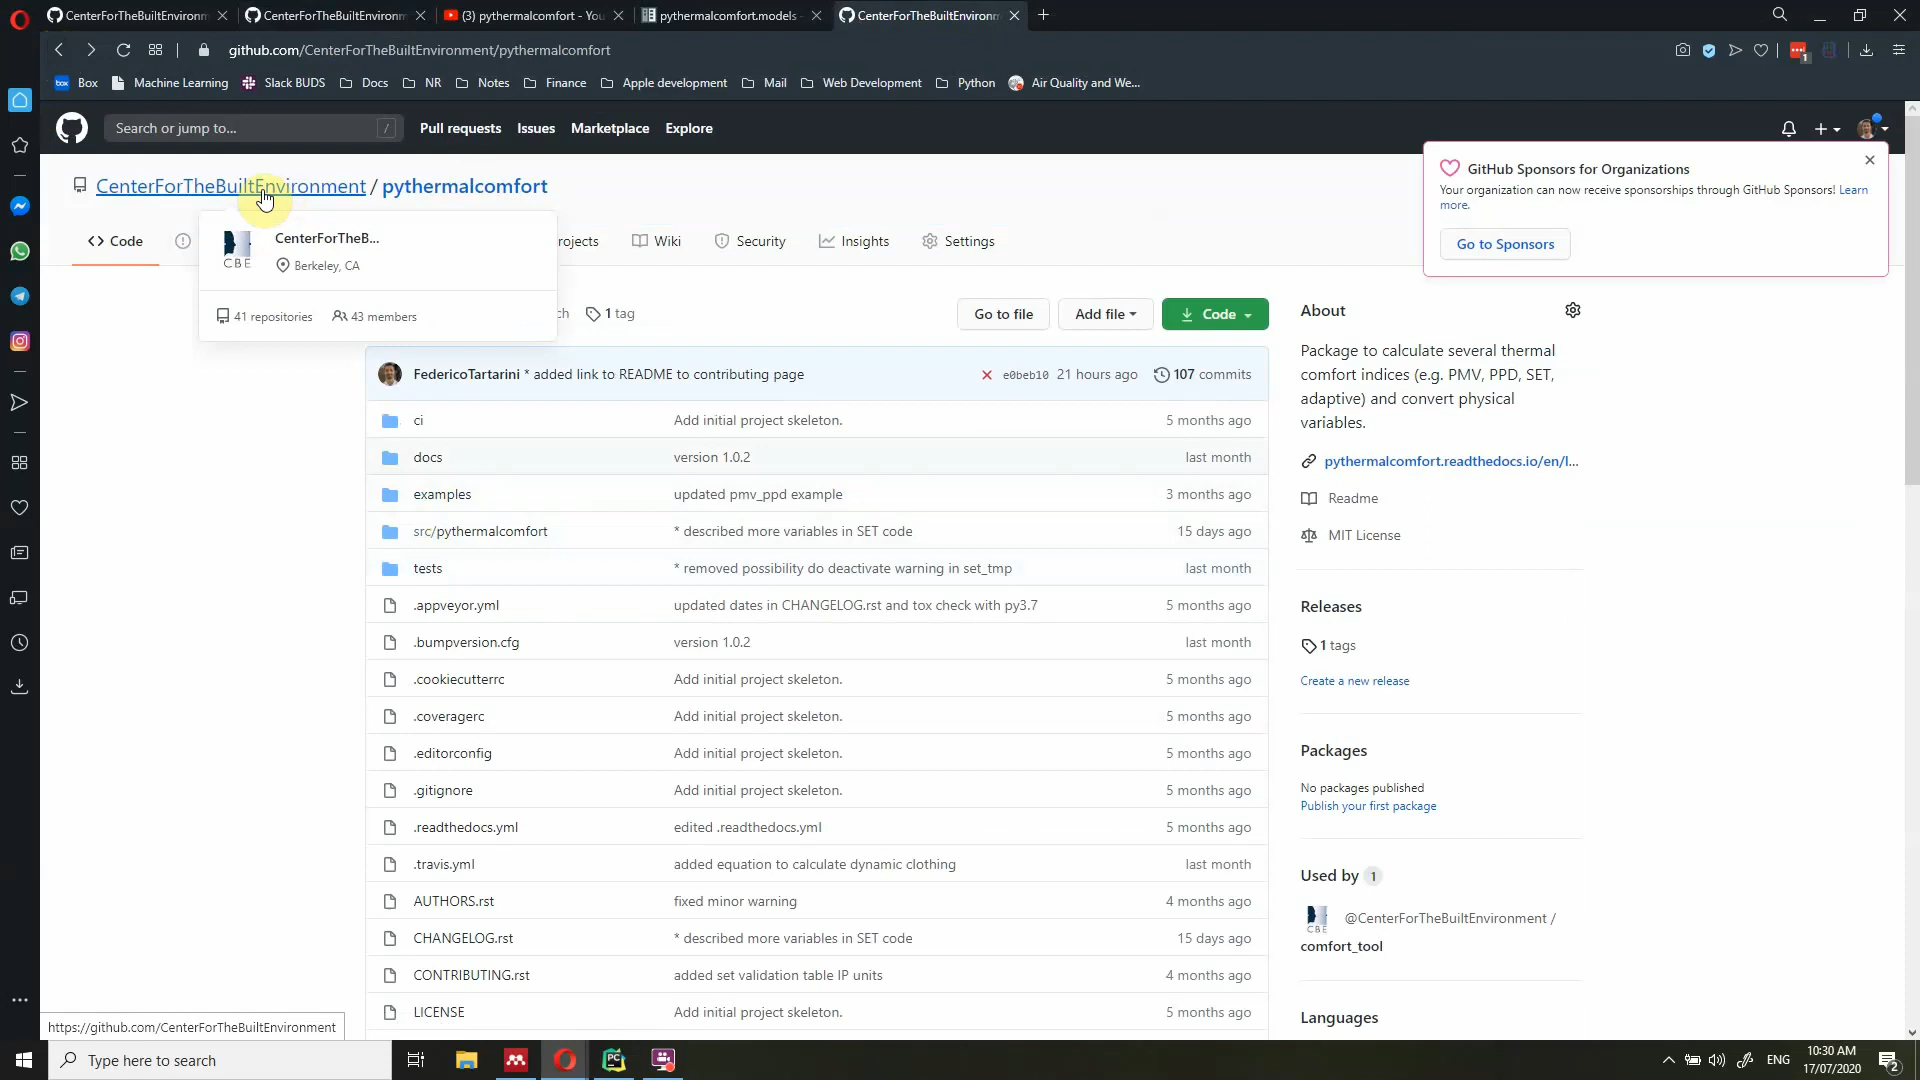 CenterForTheBuiltEnvironm
CenterForTheBuiltEnvironm
(3) pythermalcomfort - You
pythermalcomfort.models -
CenterForTheBuiltEnvironm
github.com/CenterForTheBuiltEnvironment/pythermalcomfort
1
Box
Machine Learning
Slack BUDS
Docs
NR
Notes
Finance
Apple development
Mail
Web Development
Python
Air Quality and We...
Search or jump to...
/
Pull requests
Issues
Marketplace
Explore
CenterForTheBuiltEnvironment / pythermalcomfort
GitHub Sponsors for Organizations
Your organization can now receive sponsorships through GitHub Sponsors! Learn
more.
Go to Sponsors
Code
rojects
Wiki
Security
Insights
Settings
CBE
CenterForTheB...
Berkeley, CA
41 repositories
43 members
ch
1 tag
Go to file
Add file
Code
FedericoTartarini * added link to README to contributing page
e0beb10 21 hours ago
107 commits
ci Add initial project skeleton. 5 months ago
docs version 1.0.2 last month
examples updated pmv_ppd example 3 months ago
src/pythermalcomfort * described more variables in SET code 15 days ago
tests * removed possibility do deactivate warning in set_tmp last month
.appveyor.yml updated dates in CHANGELOG.rst and tox check with py3.7 5 months ago
.bumpversion.cfg version 1.0.2 last month
.cookiecutterrc Add initial project skeleton. 5 months ago
.coveragerc Add initial project skeleton. 5 months ago
.editorconfig Add initial project skeleton. 5 months ago
.gitignore Add initial project skeleton. 5 months ago
.readthedocs.yml edited .readthedocs.yml 5 months ago
.travis.yml added equation to calculate dynamic clothing last month
AUTHORS.rst fixed minor warning 4 months ago
CHANGELOG.rst * described more variables in SET code 15 days ago
CONTRIBUTING.rst added set validation table IP units 4 months ago
LICENSE Add initial project skeleton. 5 months ago
About
Package to calculate several thermal
comfort indices (e.g. PMV, PPD, SET,
adaptive) and convert physical
variables.
pythermalcomfort.readthedocs.io/en/l...
Readme
MIT License
Releases
1 tags
Create a new release
Packages
No packages published
Publish your first package
Used by 1
CBE
@CenterForTheBuiltEnvironment /
comfort_tool
Languages
https://github.com/CenterForTheBuiltEnvironment
Type here to search
PC
ENG
10:30 AM
17/07/2020
2